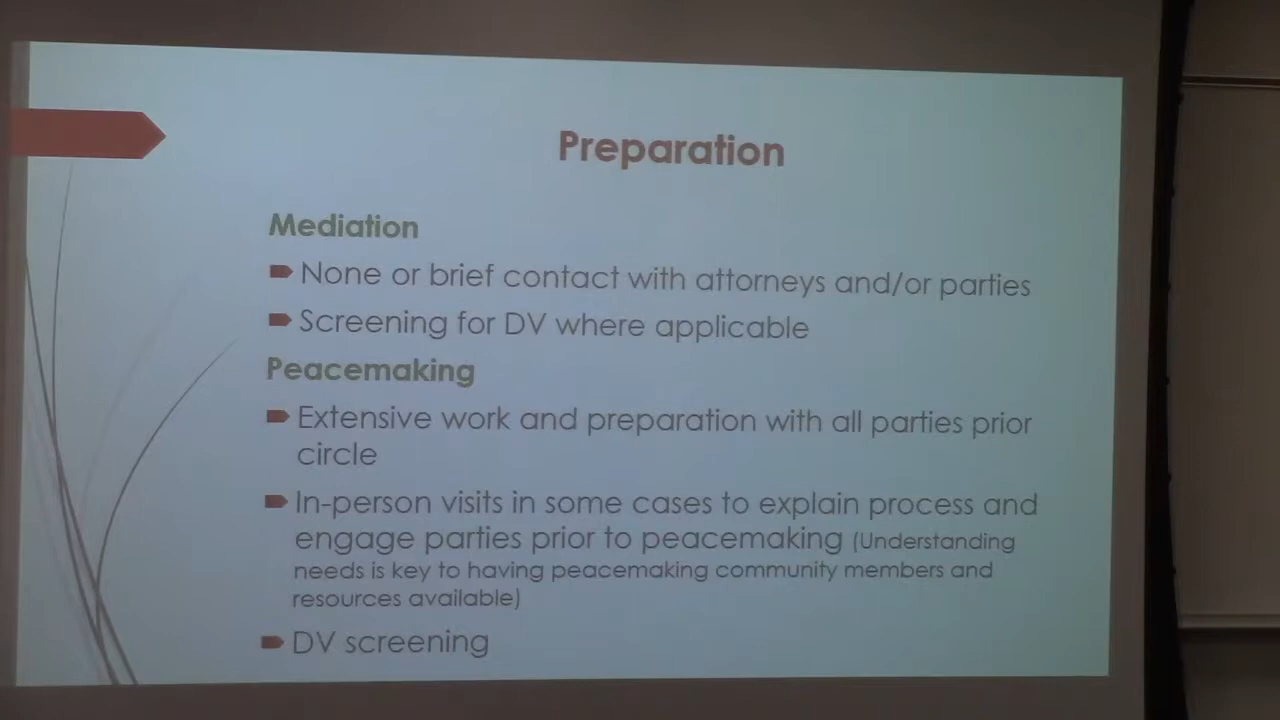 Preparation
Mediation
None or brief contact with attorneys and/or parties
Screening for DV where applicable
Peacemaking
Extensive work and preparation with all parties prior
circle
In-person visits in some cases to explain process and
engage parties prior to peacemaking (Understanding
needs is key to having peacemaking community members and
resources available)
DV screening